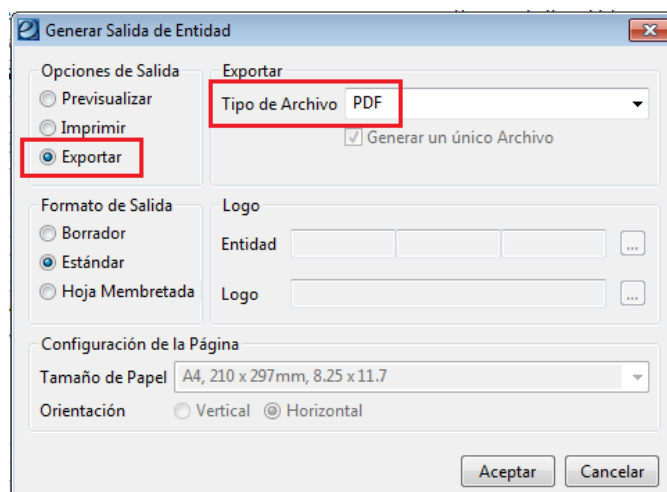 Generar Salida de Entidad
Opciones de Salida
Previsualizar
Imprimir
Exportar
Exportar
Tipo de Archivo PDF
Generar un único Archivo
Formato de Salida
Borrador
Estándar
Hoja Membretada
Logo
Entidad ...
Logo ...
Configuración de la Página
Tamaño de Papel A4, 210 x 297mm, 8.25 x 11.7
Orientación Vertical Horizontal
Aceptar Cancelar